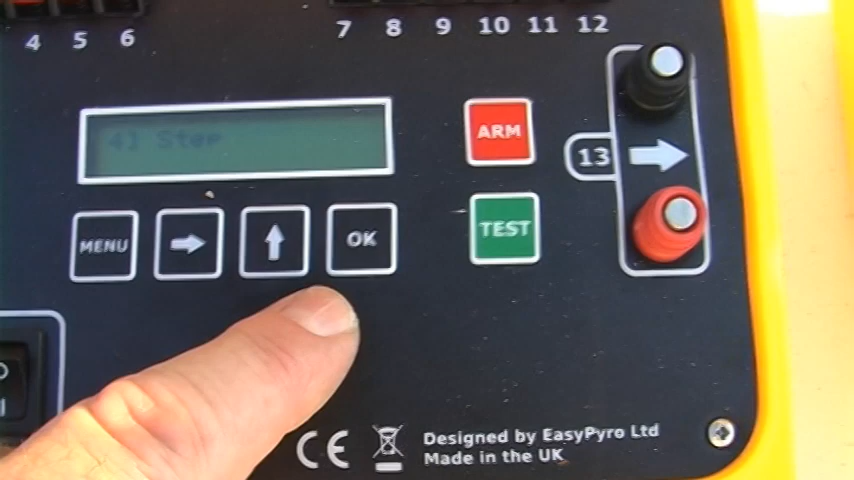 4 5 6
7 8 9 10 11 12
4] Step
ARM
13
MENU
OK
TEST
CE
Designed by EasyPyro Ltd
Made in the UK